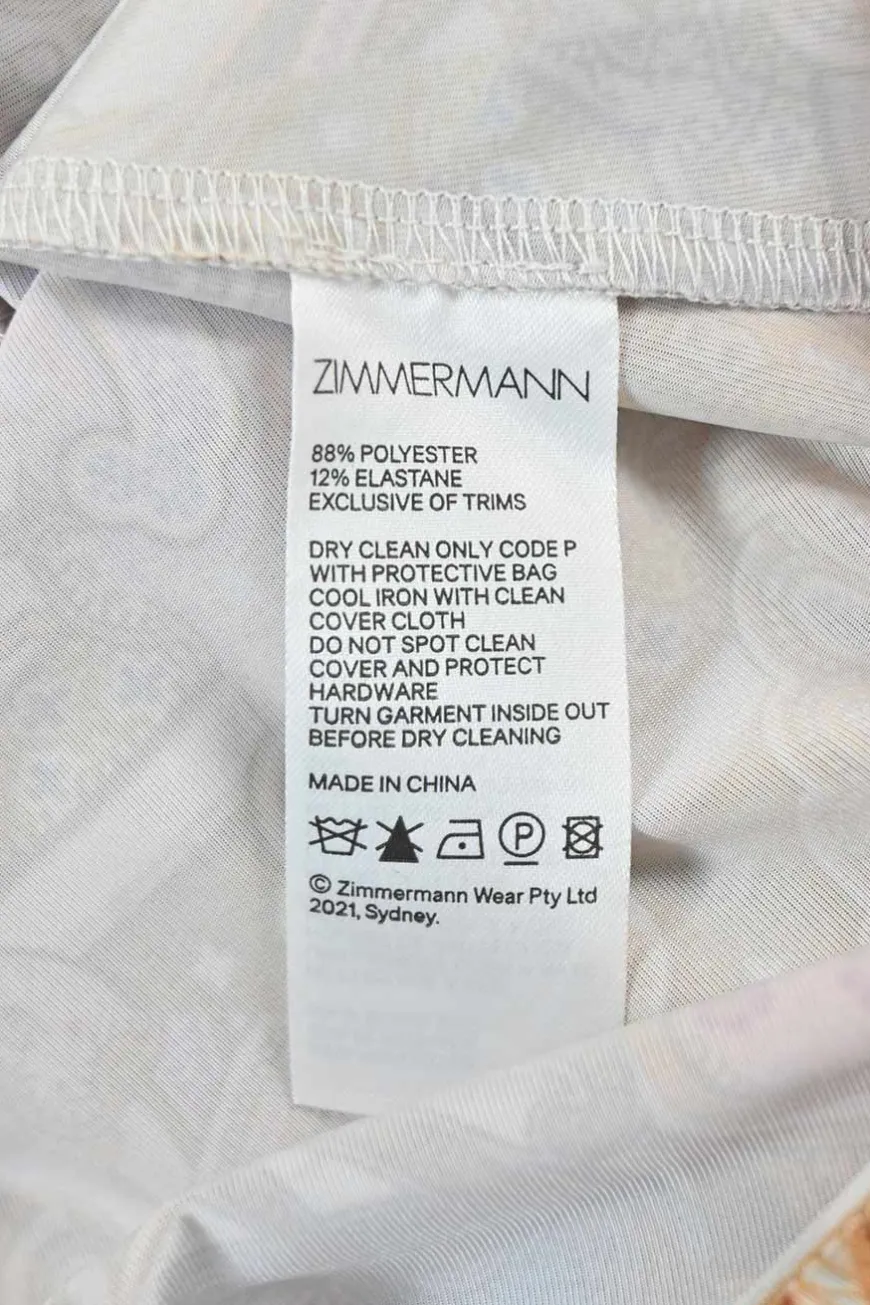 ZIMMERMANN
88% POLYESTER
12% ELASTANE
EXCLUSIVE OF TRIMS
DRY CLEAN ONLY CODE P
WITH PROTECTIVE BAG
COOL IRON WITH CLEAN
COVER CLOTH
DO NOT SPOT CLEAN
COVER AND PROTECT
HARDWARE
TURN GARMENT INSIDE OUT
BEFORE DRY CLEANING
MADE IN CHINA
P
© Zimmermann Wear Pty Ltd
2021, Sydney.